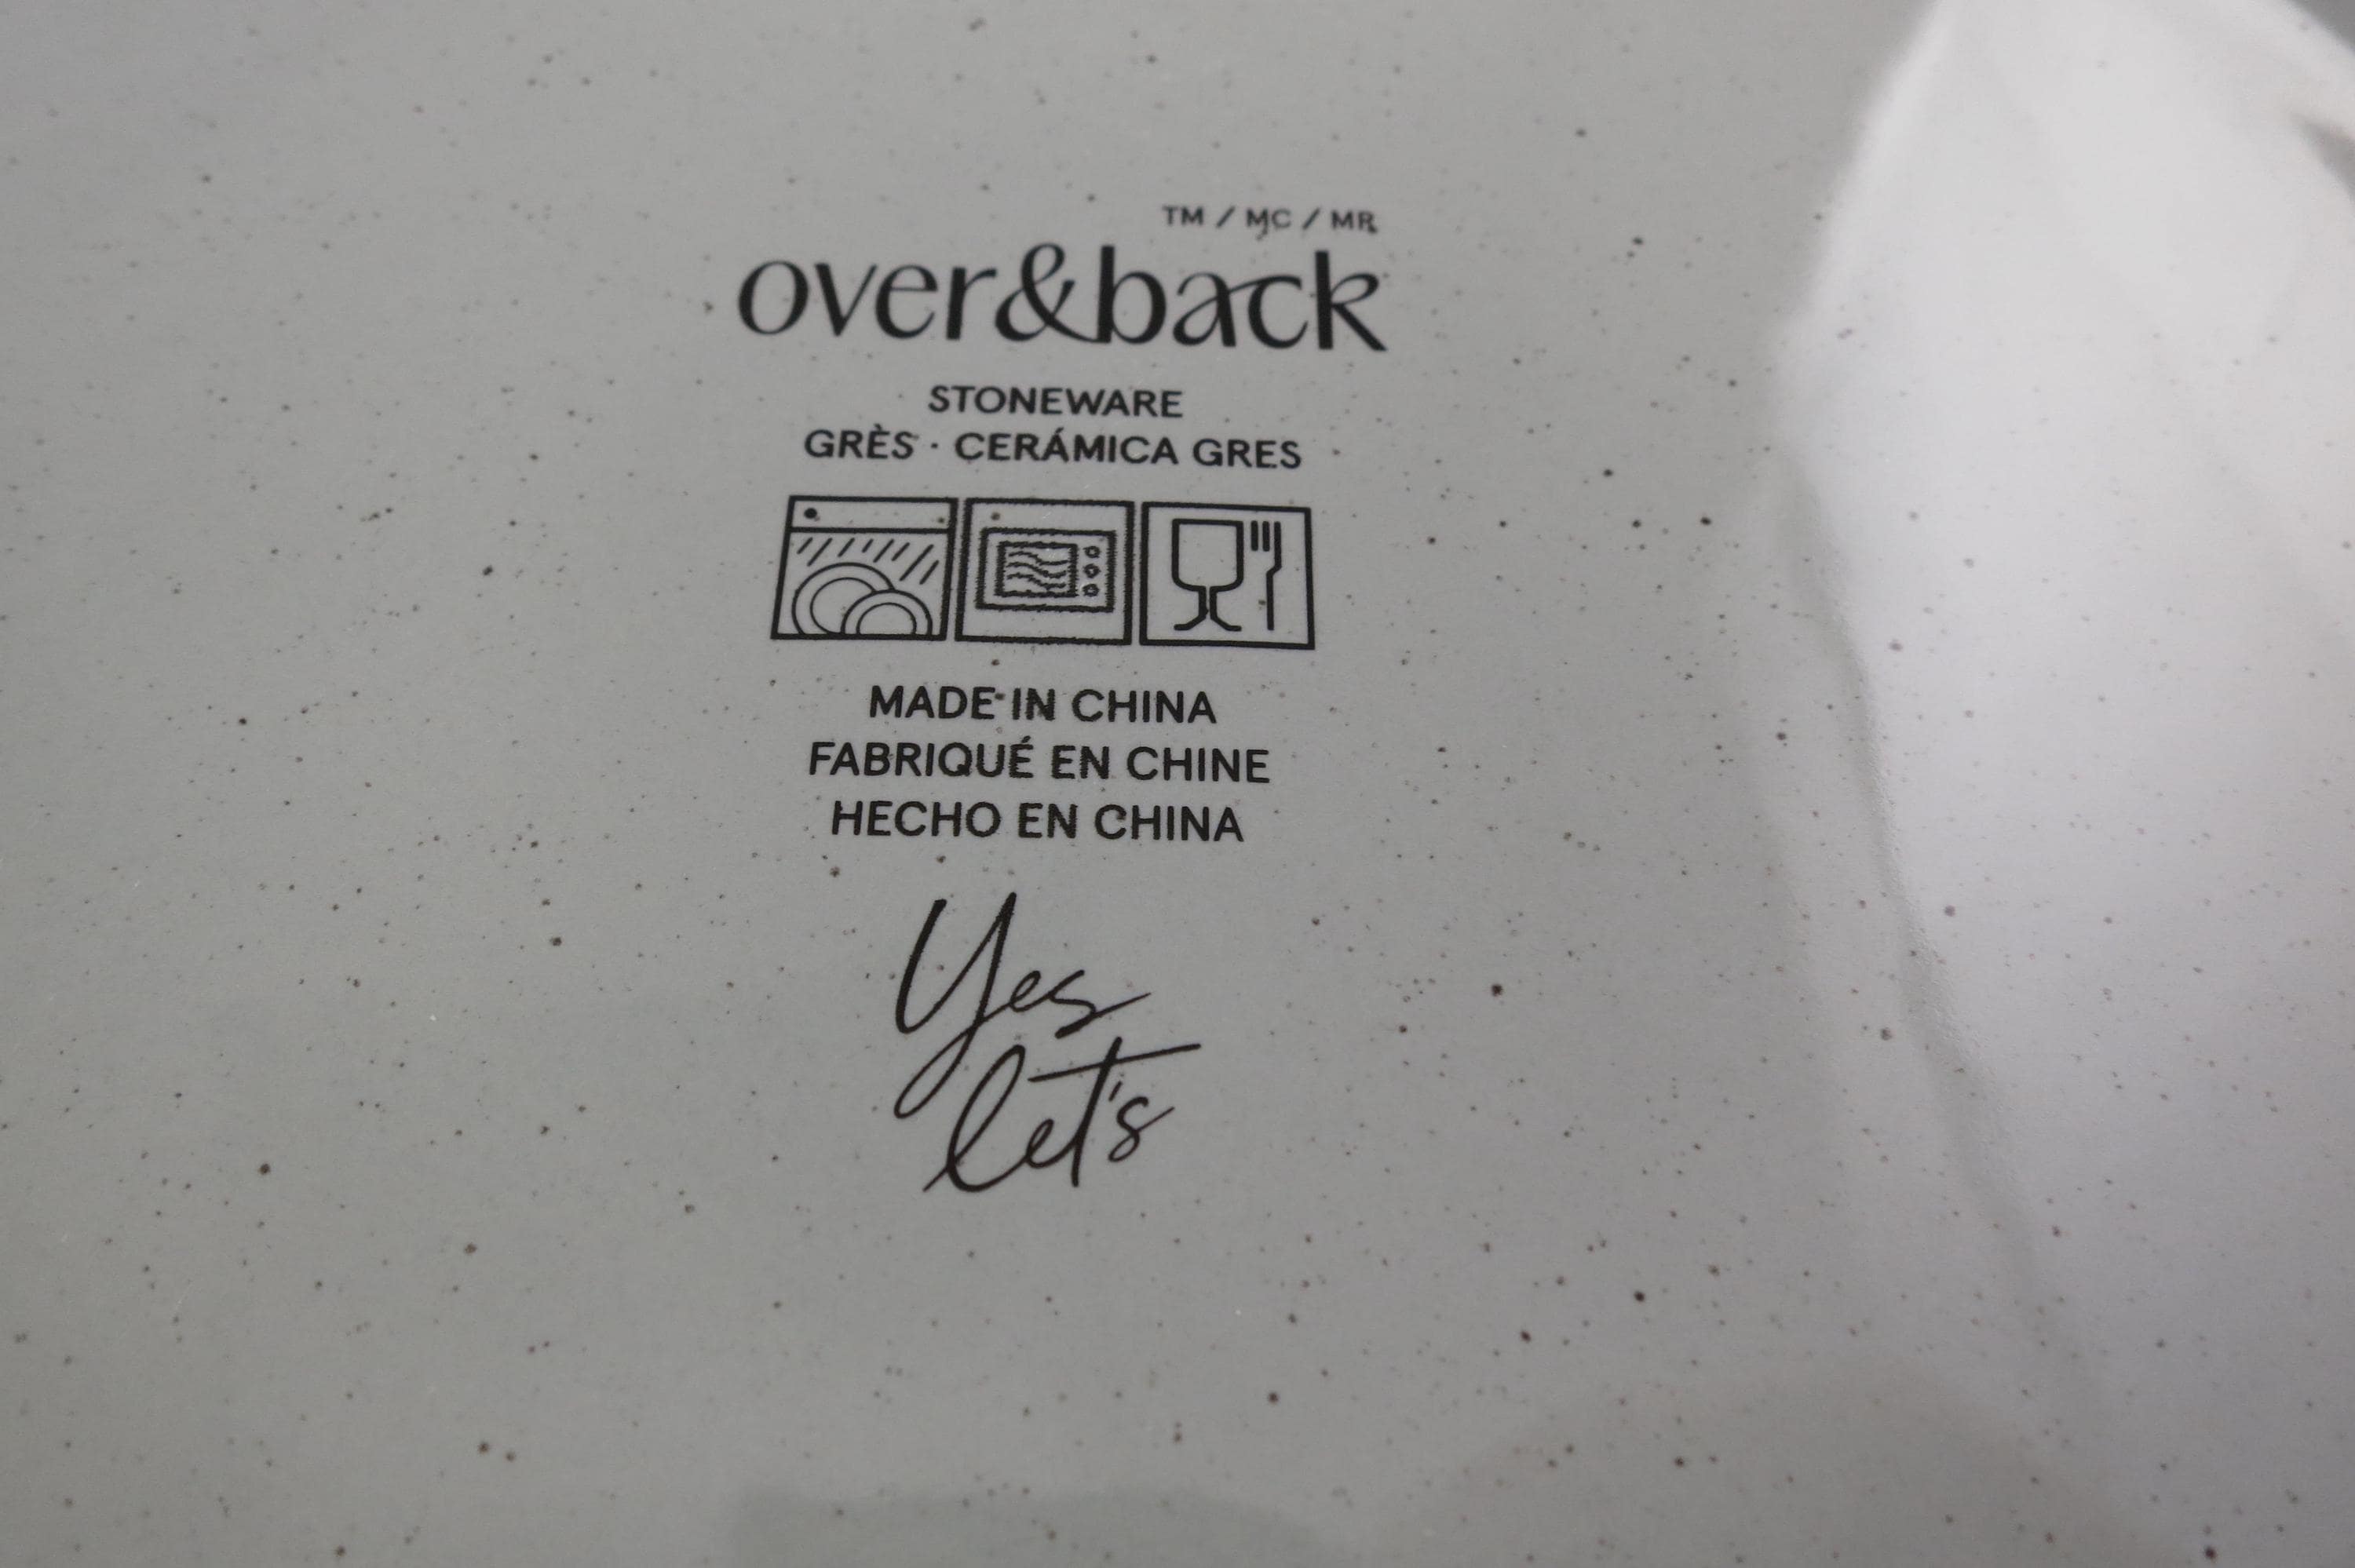 TM / MC / MR
over&back
STONEWARE
GRÈS · CERÁMICA GRES
MADE IN CHINA
FABRIQUÉ EN CHINE
HECHO EN CHINA
Yes
let's